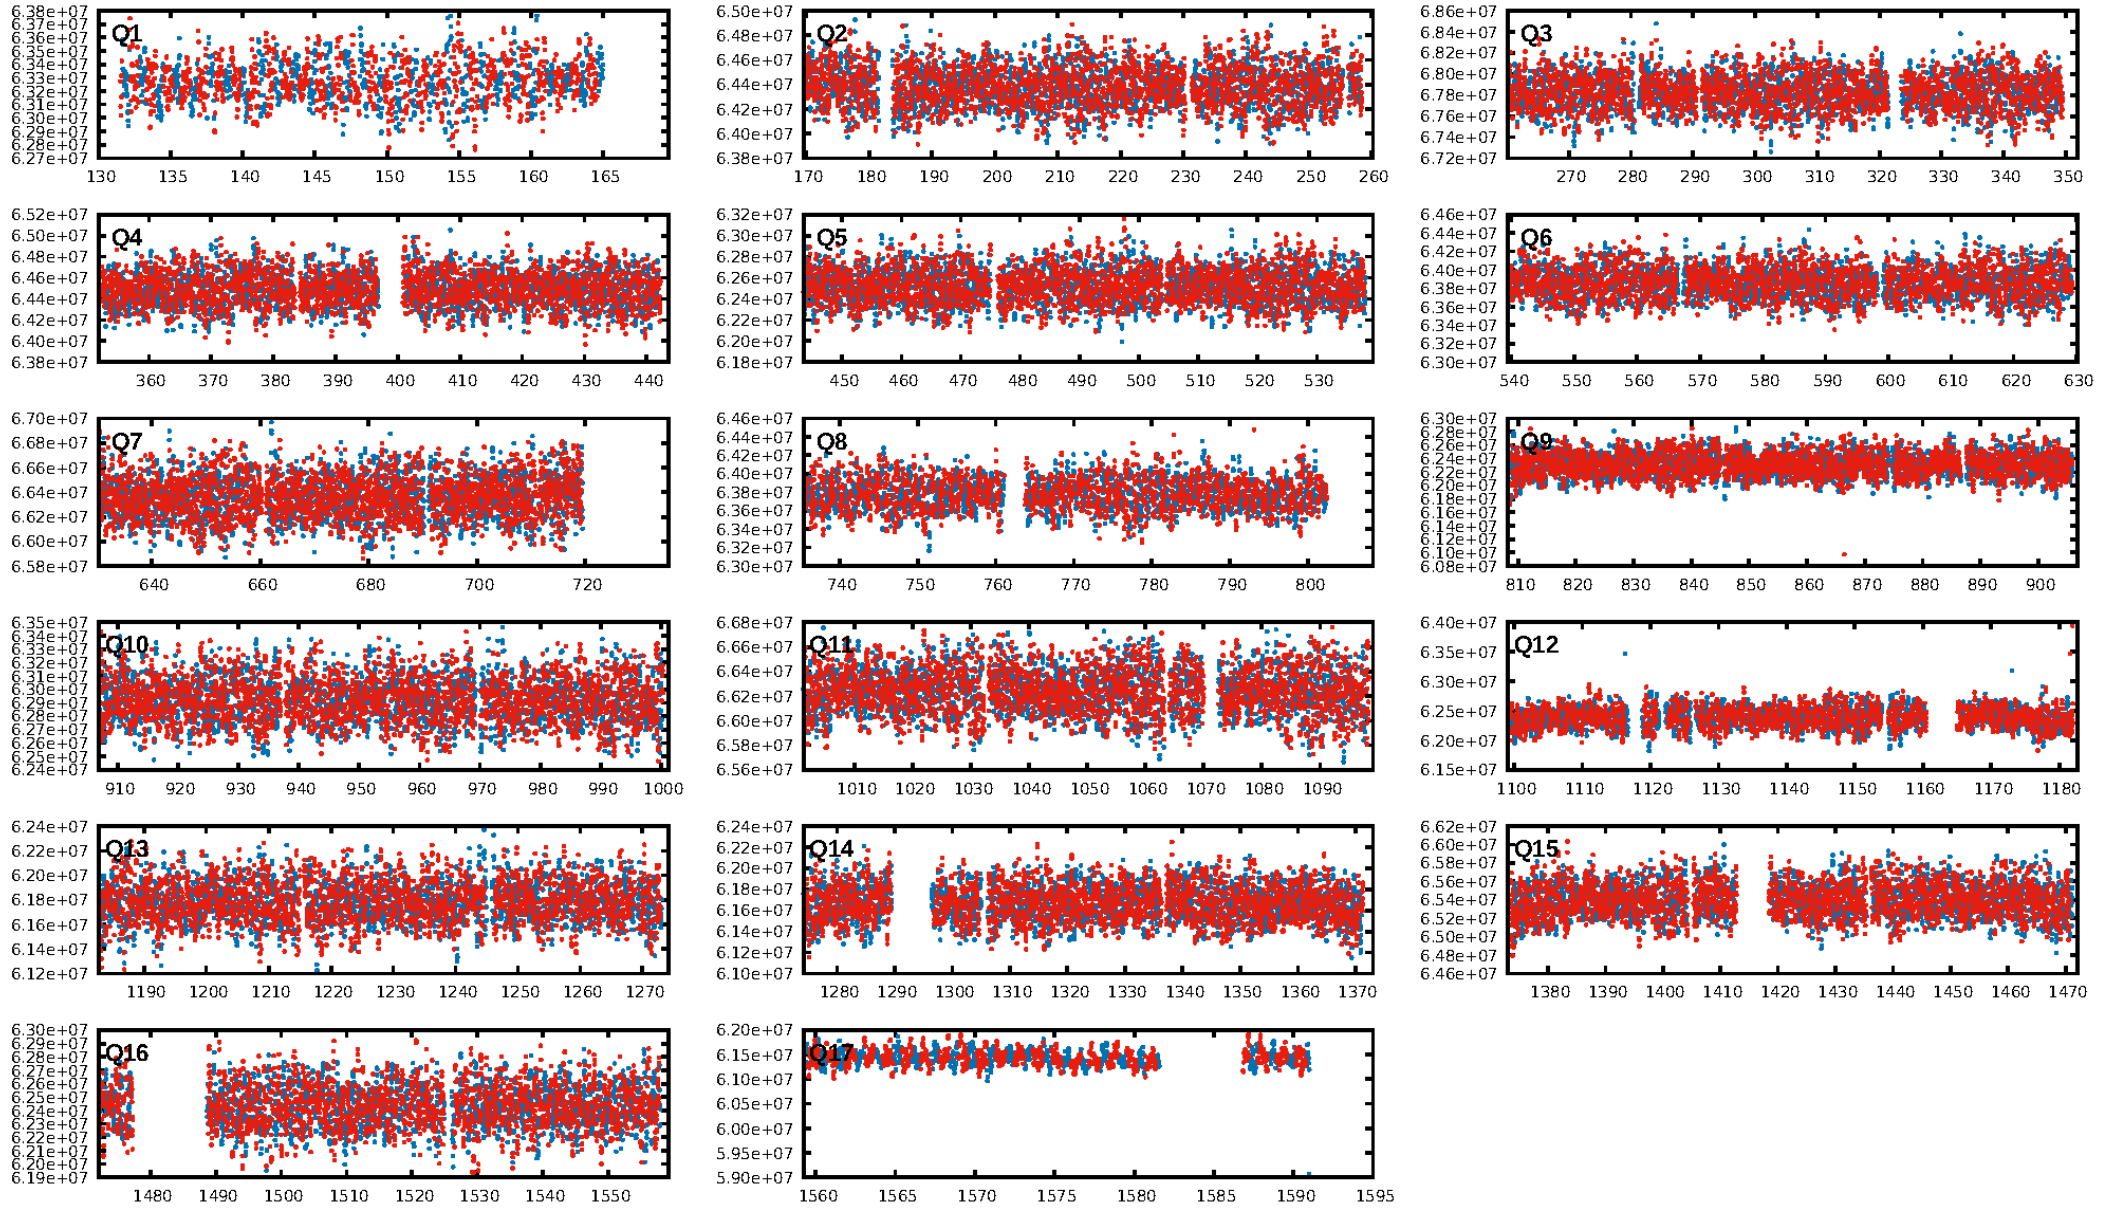 6.38e+07
Q1
6.37e+07
6.36e+07
6.35e+07
6.34e+07
6.33e+07
6.32e+07
6.31e+07
6.30e+07
6.29e+07
6.28e+07
6.27e+07
130 135 140 145 150 155 160 165
6.50e+07
Q2
6.48e+07
6.46e+07
6.44e+07
6.42e+07
6.40e+07
6.38e+07
170 180 190 200 210 220 230 240 250 260
6.86e+07
Q3
6.84e+07
6.82e+07
6.80e+07
6.78e+07
6.76e+07
6.74e+07
6.72e+07
270 280 290 300 310 320 330 340 350
6.52e+07
Q4
6.50e+07
6.48e+07
6.46e+07
6.44e+07
6.42e+07
6.40e+07
6.38e+07
360 370 380 390 400 410 420 430 440
6.32e+07
Q5
6.30e+07
6.28e+07
6.26e+07
6.24e+07
6.22e+07
6.20e+07
6.18e+07
450 460 470 480 490 500 510 520 530
6.46e+07
Q6
6.44e+07
6.42e+07
6.40e+07
6.38e+07
6.36e+07
6.34e+07
6.32e+07
6.30e+07
540 550 560 570 580 590 600 610 620 630
6.70e+07
Q7
6.68e+07
6.66e+07
6.64e+07
6.62e+07
6.60e+07
6.58e+07
640 660 680 700 720
6.46e+07
Q8
6.44e+07
6.42e+07
6.40e+07
6.38e+07
6.36e+07
6.34e+07
6.32e+07
6.30e+07
740 750 760 770 780 790 800
6.30e+07
Q9
6.28e+07
6.26e+07
6.24e+07
6.22e+07
6.20e+07
6.18e+07
6.16e+07
6.14e+07
6.12e+07
6.10e+07
6.08e+07
810 820 830 840 850 860 870 880 890 900
6.35e+07
Q10
6.34e+07
6.33e+07
6.32e+07
6.31e+07
6.30e+07
6.29e+07
6.28e+07
6.27e+07
6.26e+07
6.25e+07
6.24e+07
910 920 930 940 950 960 970 980 990 1000
6.68e+07
Q11
6.66e+07
6.64e+07
6.62e+07
6.60e+07
6.58e+07
6.56e+07
1010 1020 1030 1040 1050 1060 1070 1080 1090
6.40e+07
Q12
6.35e+07
6.30e+07
6.25e+07
6.20e+07
6.15e+07
1100 1110 1120 1130 1140 1150 1160 1170 1180
6.24e+07
Q13
6.22e+07
6.20e+07
6.18e+07
6.16e+07
6.14e+07
6.12e+07
1190 1200 1210 1220 1230 1240 1250 1260 1270
6.24e+07
Q14
6.22e+07
6.20e+07
6.18e+07
6.16e+07
6.14e+07
6.12e+07
6.10e+07
1280 1290 1300 1310 1320 1330 1340 1350 1360 1370
6.62e+07
Q15
6.60e+07
6.58e+07
6.56e+07
6.54e+07
6.52e+07
6.50e+07
6.48e+07
6.46e+07
1380 1390 1400 1410 1420 1430 1440 1450 1460 1470
6.30e+07
Q16
6.29e+07
6.28e+07
6.27e+07
6.26e+07
6.25e+07
6.24e+07
6.23e+07
6.22e+07
6.21e+07
6.20e+07
6.19e+07
1480 1490 1500 1510 1520 1530 1540 1550
6.20e+07
Q17
6.15e+07
6.10e+07
6.05e+07
6.00e+07
5.95e+07
5.90e+07
1560 1565 1570 1575 1580 1585 1590 1595